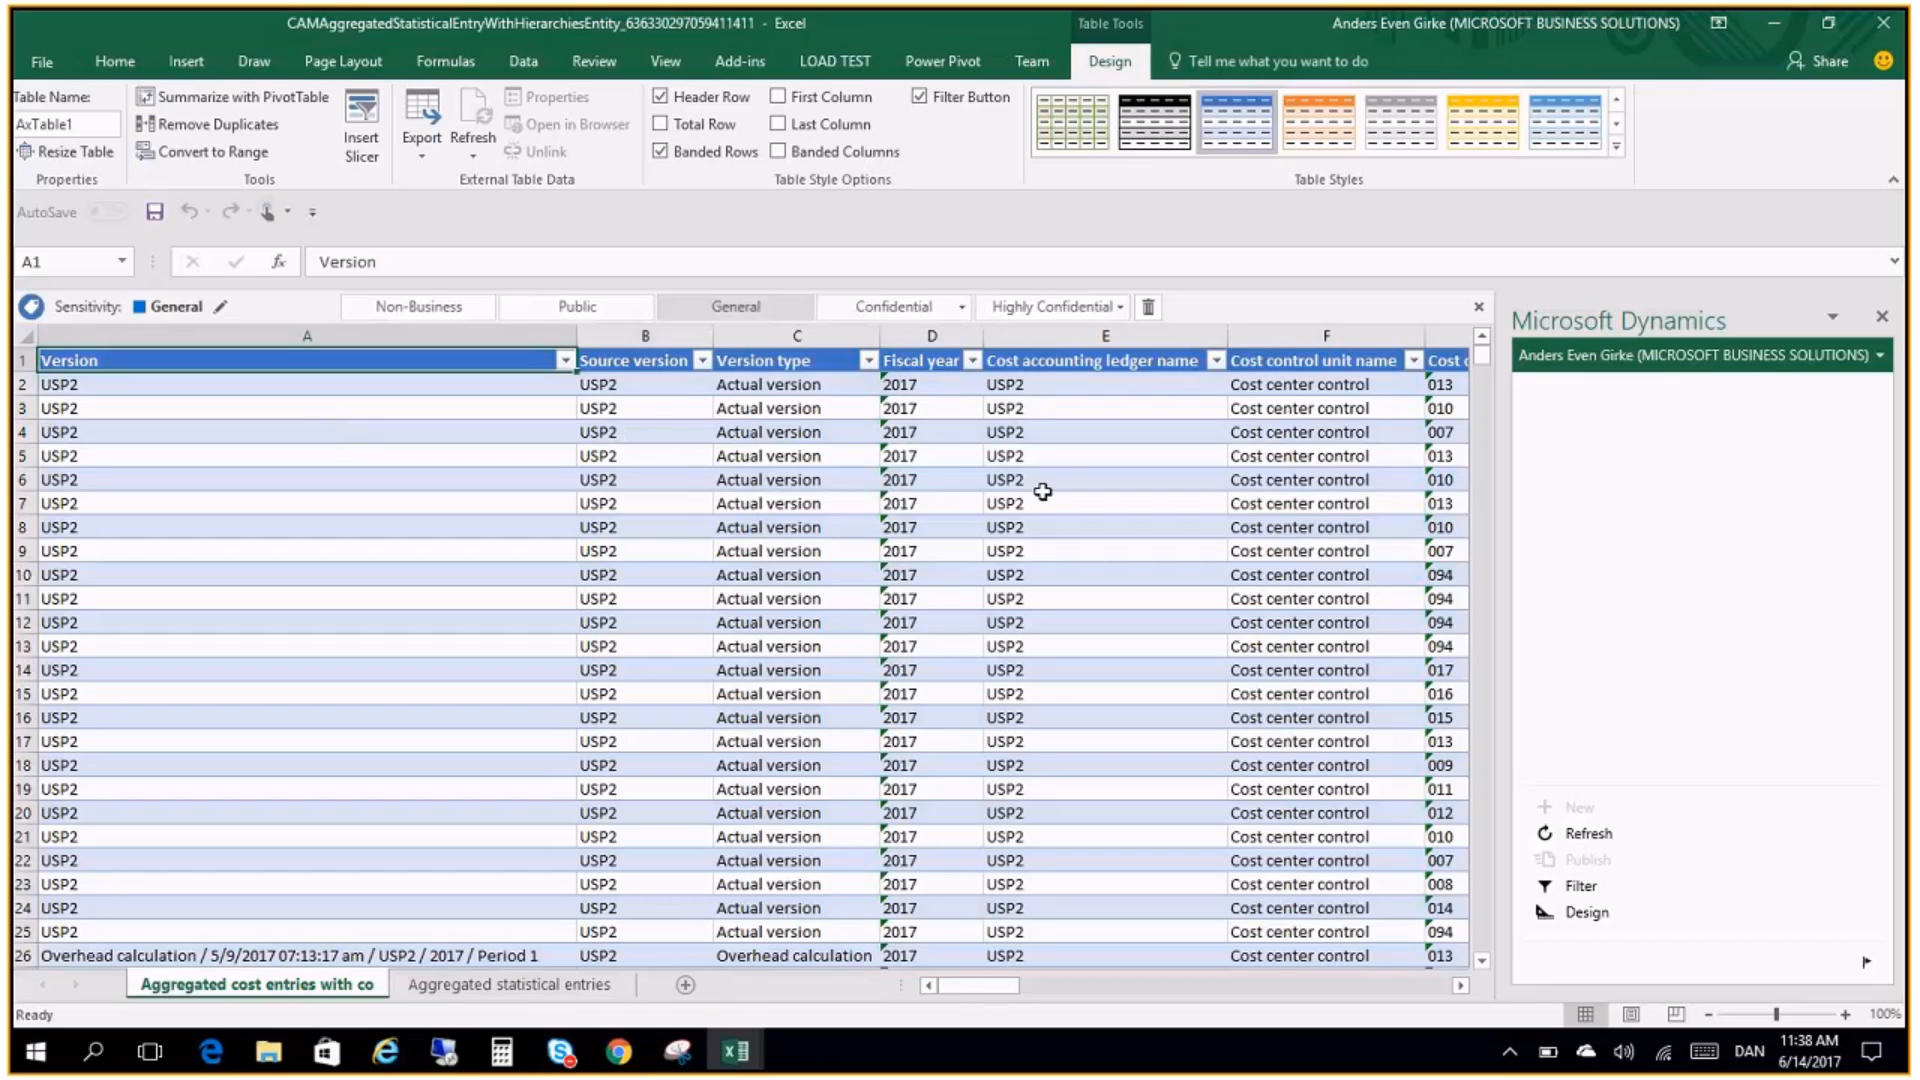 CAMAggregatedStatisticalEntryWithHierarchiesEntity_636330297059411411 - Excel
Table Tools
Anders Even Girke (MICROSOFT BUSINESS SOLUTIONS)
File Home Insert Draw Page Layout Formulas Data Review View Add-ins LOAD TEST Power Pivot Team Design Tell me what you want to do Share
Table Name: Summarize with PivotTable Properties Header Row First Column Filter Button
AxTable1 Remove Duplicates Insert Slicer Export Refresh Open in Browser Total Row Last Column
Resize Table Convert to Range Unlink Banded Rows Banded Columns
Properties Tools External Table Data Table Style Options Table Styles
AutoSave
A1 fx Version
Sensitivity: General Non-Business Public General Confidential Highly Confidential
Microsoft Dynamics
Anders Even Girke (MICROSOFT BUSINESS SOLUTIONS)
A B C D E F
1 Version Source version Version type Fiscal year Cost accounting ledger name Cost control unit name Cost c
2 USP2 USP2 Actual version 2017 USP2 Cost center control 013
3 USP2 USP2 Actual version 2017 USP2 Cost center control 010
4 USP2 USP2 Actual version 2017 USP2 Cost center control 007
5 USP2 USP2 Actual version 2017 USP2 Cost center control 013
6 USP2 USP2 Actual version 2017 USP2 Cost center control 010
7 USP2 USP2 Actual version 2017 USP2 Cost center control 013
8 USP2 USP2 Actual version 2017 USP2 Cost center control 010
9 USP2 USP2 Actual version 2017 USP2 Cost center control 007
10 USP2 USP2 Actual version 2017 USP2 Cost center control 094
11 USP2 USP2 Actual version 2017 USP2 Cost center control 094
12 USP2 USP2 Actual version 2017 USP2 Cost center control 094
13 USP2 USP2 Actual version 2017 USP2 Cost center control 094
14 USP2 USP2 Actual version 2017 USP2 Cost center control 017
15 USP2 USP2 Actual version 2017 USP2 Cost center control 016
16 USP2 USP2 Actual version 2017 USP2 Cost center control 015
17 USP2 USP2 Actual version 2017 USP2 Cost center control 013
18 USP2 USP2 Actual version 2017 USP2 Cost center control 009
19 USP2 USP2 Actual version 2017 USP2 Cost center control 011
20 USP2 USP2 Actual version 2017 USP2 Cost center control 012
21 USP2 USP2 Actual version 2017 USP2 Cost center control 010
22 USP2 USP2 Actual version 2017 USP2 Cost center control 007
23 USP2 USP2 Actual version 2017 USP2 Cost center control 008
24 USP2 USP2 Actual version 2017 USP2 Cost center control 014
25 USP2 USP2 Actual version 2017 USP2 Cost center control 094
26 Overhead calculation / 5/9/2017 07:13:17 am / USP2 / 2017 / Period 1 USP2 Overhead calculation 2017 USP2 Cost center control 013
New
Refresh
Publish
Filter
Design
Aggregated cost entries with co Aggregated statistical entries
Ready 100%
DAN 11:38 AM
6/14/2017